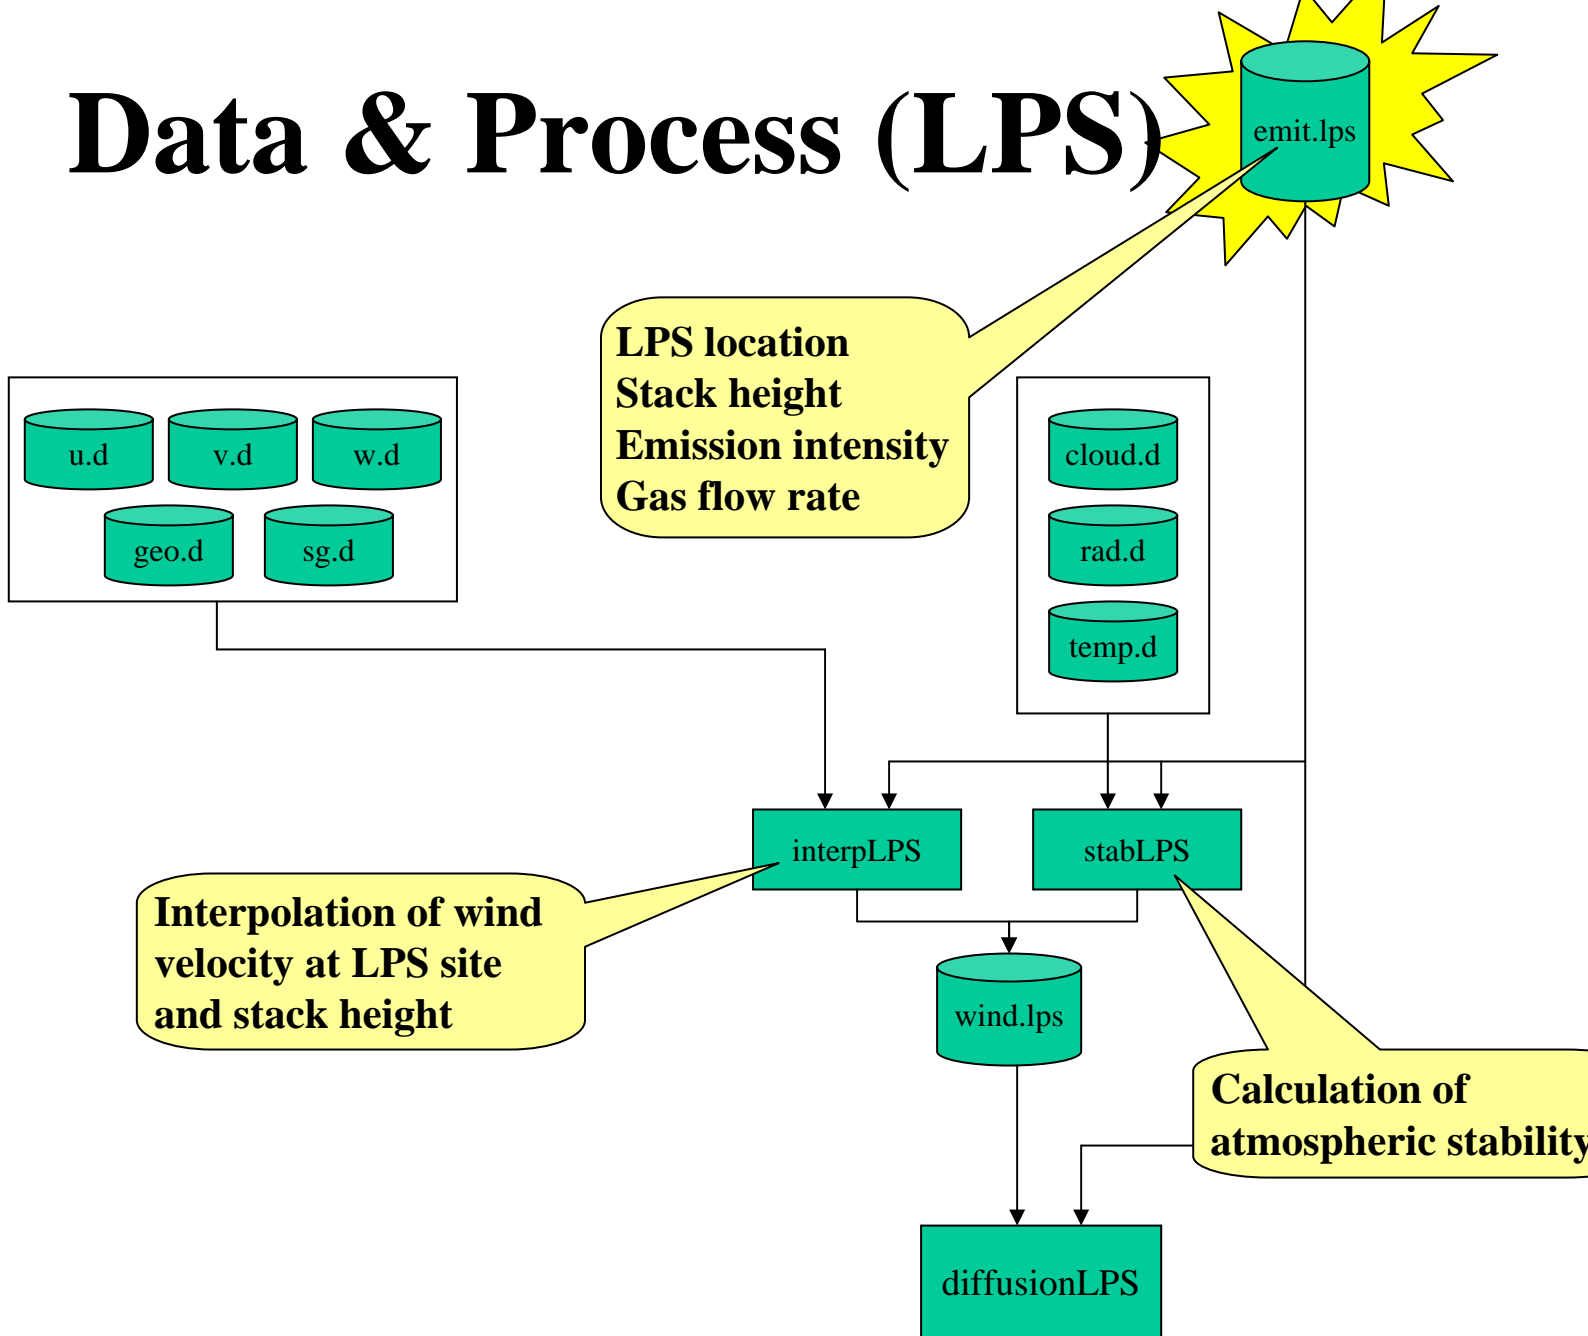 Data & Process (LPS)
emit.lps
LPS location
Stack height
Emission intensity
Gas flow rate
u.d
v.d
w.d
geo.d
sg.d
cloud.d
rad.d
temp.d
interpLPS
stabLPS
Interpolation of wind
velocity at LPS site
and stack height
wind.lps
Calculation of
atmospheric stability
diffusionLPS